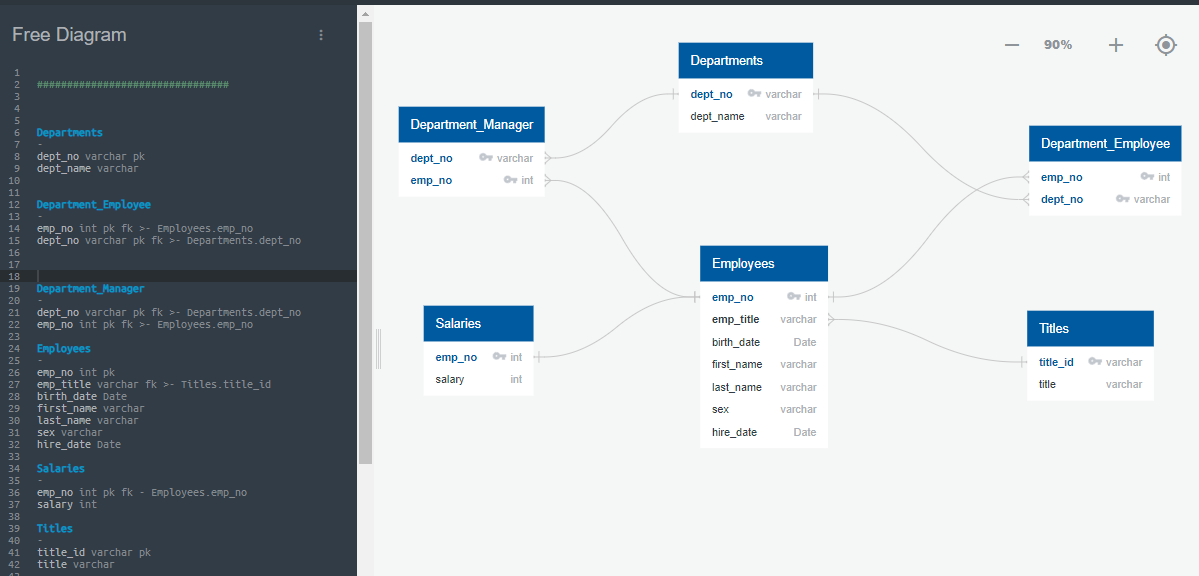 Free Diagram
1
2 ################################
3
4
5
6 Departments
7 -
8 dept_no varchar pk
9 dept_name varchar
10
11
12 Department_Employee
13 -
14 emp_no int pk fk >- Employees.emp_no
15 dept_no varchar pk fk >- Departments.dept_no
16
17
18
19 Department_Manager
20 -
21 dept_no varchar pk fk >- Departments.dept_no
22 emp_no int pk fk >- Employees.emp_no
23
24 Employees
25 -
26 emp_no int pk
27 emp_title varchar fk >- Titles.title_id
28 birth_date Date
29 first_name varchar
30 last_name varchar
31 sex varchar
32 hire_date Date
33
34 Salaries
35 -
36 emp_no int pk fk - Employees.emp_no
37 salary int
38
39 Titles
40 -
41 title_id varchar pk
42 title varchar
90%
Departments
dept_no varchar
dept_name varchar
Department_Manager
dept_no varchar
emp_no int
Department_Employee
emp_no int
dept_no varchar
Employees
emp_no int
emp_title varchar
birth_date Date
first_name varchar
last_name varchar
sex varchar
hire_date Date
Salaries
emp_no int
salary int
Titles
title_id varchar
title varchar